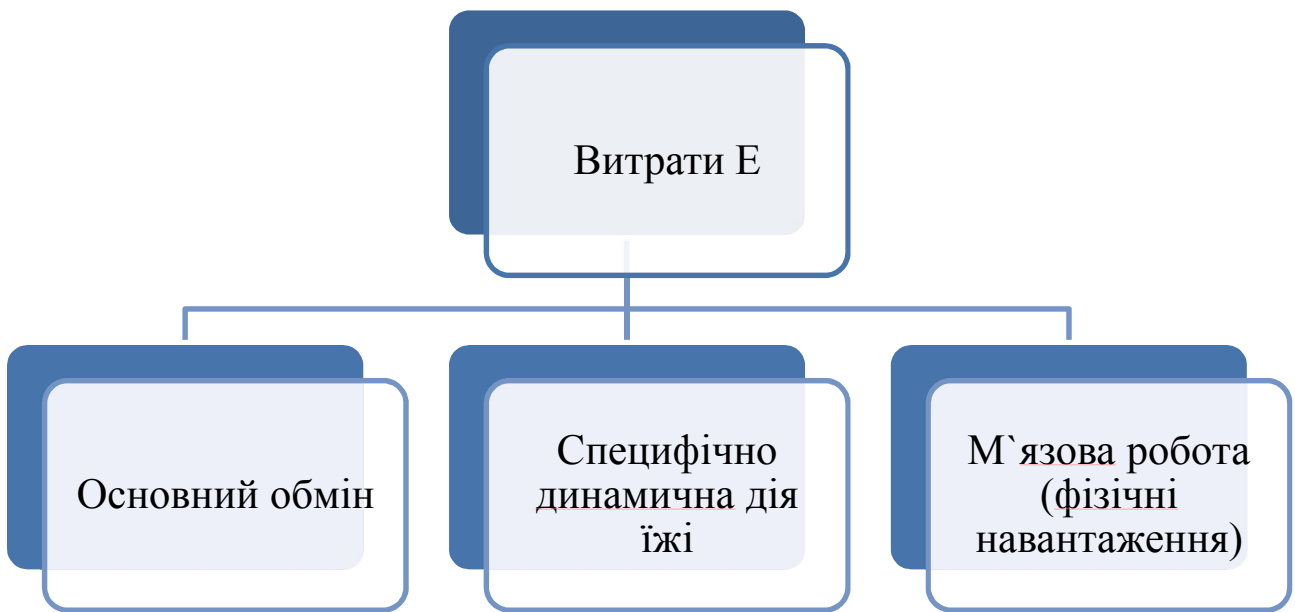 Витрати Е
Основний обмін
Специфічно
динамична дія
їжі
М`язова робота
(фізічні
навантаження)